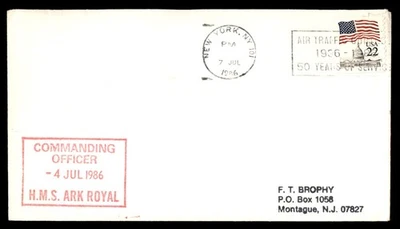 NEW YORK, NY
PM
7 JUL
1986
AIR TRAFFIC
1936 -
50 YEARS OF SERVICE
USA
22
COMMANDING
OFFICER
- 4 JUL 1986
H.M.S. ARK ROYAL
F. T. BROPHY
P.O. Box 1058
Montague, N.J. 07827